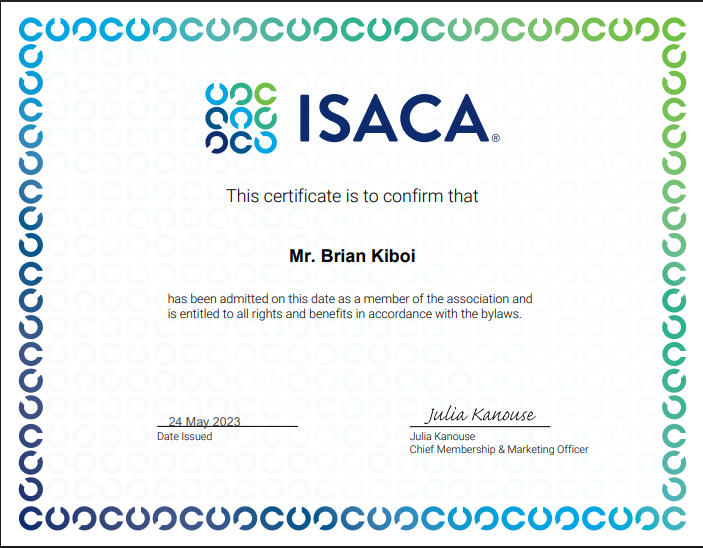 ISACA®
This certificate is to confirm that
Mr. Brian Kiboi
has been admitted on this date as a member of the association and
is entitled to all rights and benefits in accordance with the bylaws.
24 May 2023
Date Issued
Julia Kanouse
Julia Kanouse
Chief Membership & Marketing Officer